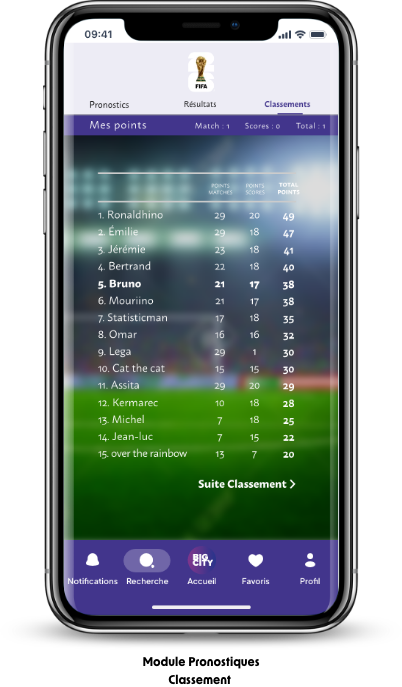 09:41
FIFA
Pronostics Résultats Classements
Mes points Match : 1 Scores : 0 Total : 1
POINTS MATCHES POINTS SCORES TOTAL POINTS
1. Ronaldhino 29 20 49
2. Émilie 29 18 47
3. Jérémie 23 18 41
4. Bertrand 22 18 40
5. Bruno 21 17 38
6. Mouriino 21 17 38
7. Statisticman 17 18 35
8. Omar 16 16 32
9. Lega 29 1 30
10. Cat the cat 15 15 30
11. Assita 29 20 29
12. Kermarec 10 18 28
13. Michel 7 18 25
14. Jean-luc 7 15 22
15. over the rainbow 13 7 20
Suite Classement >
BIG
CITY
Notifications Recherche Accueil Favoris Profil
Module Pronostiques
Classement